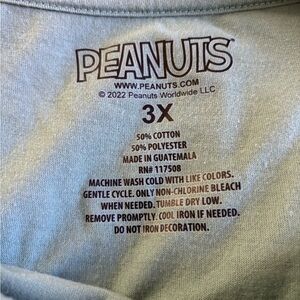 PEANUTS
WWW.PEANUTS.COM
© 2022 Peanuts Worldwide LLC
3X
50% COTTON
50% POLYESTER
MADE IN GUATEMALA
RN# 117508
MACHINE WASH COLD WITH LIKE COLORS.
GENTLE CYCLE. ONLY NON-CHLORINE BLEACH
WHEN NEEDED. TUMBLE DRY LOW.
REMOVE PROMPTLY. COOL IRON IF NEEDED.
DO NOT IRON DECORATION.